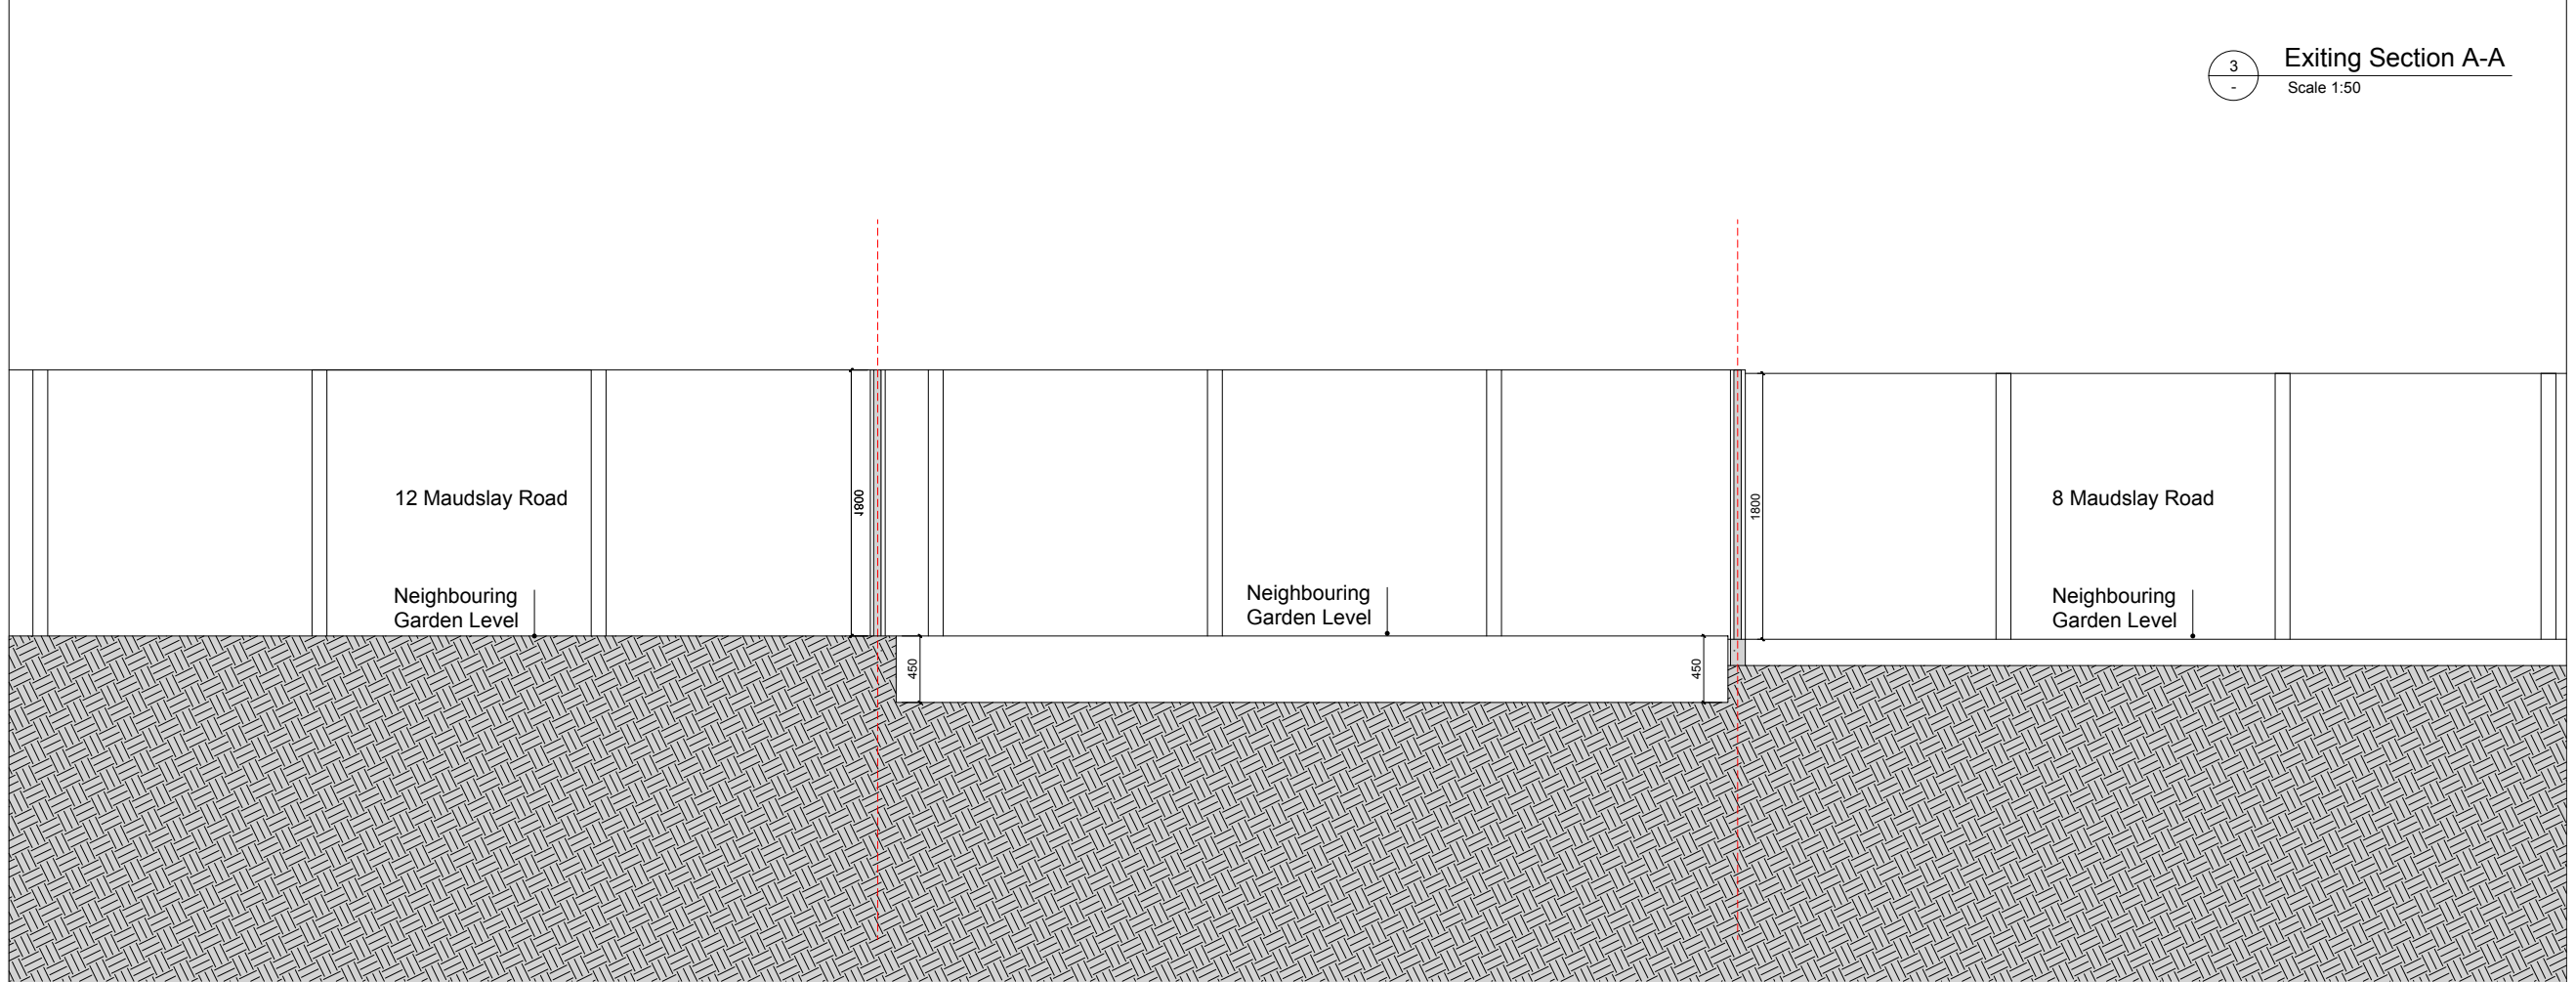 3
-
Exiting Section A-A
Scale 1:50
12 Maudslay Road
1800
1800
8 Maudslay Road
Neighbouring
Garden Level
Neighbouring
Garden Level
Neighbouring
Garden Level
450
450